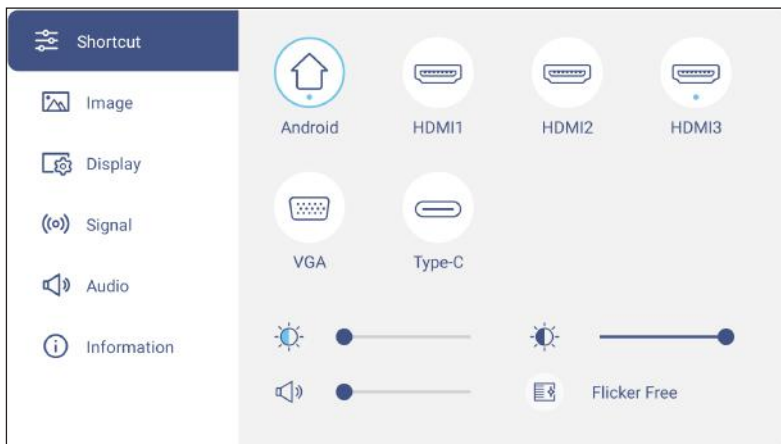 Shortcut
Image
Display
Signal
Audio
Information
Android
HDMI1
HDMI2
HDMI3
VGA
Type-C
Flicker Free